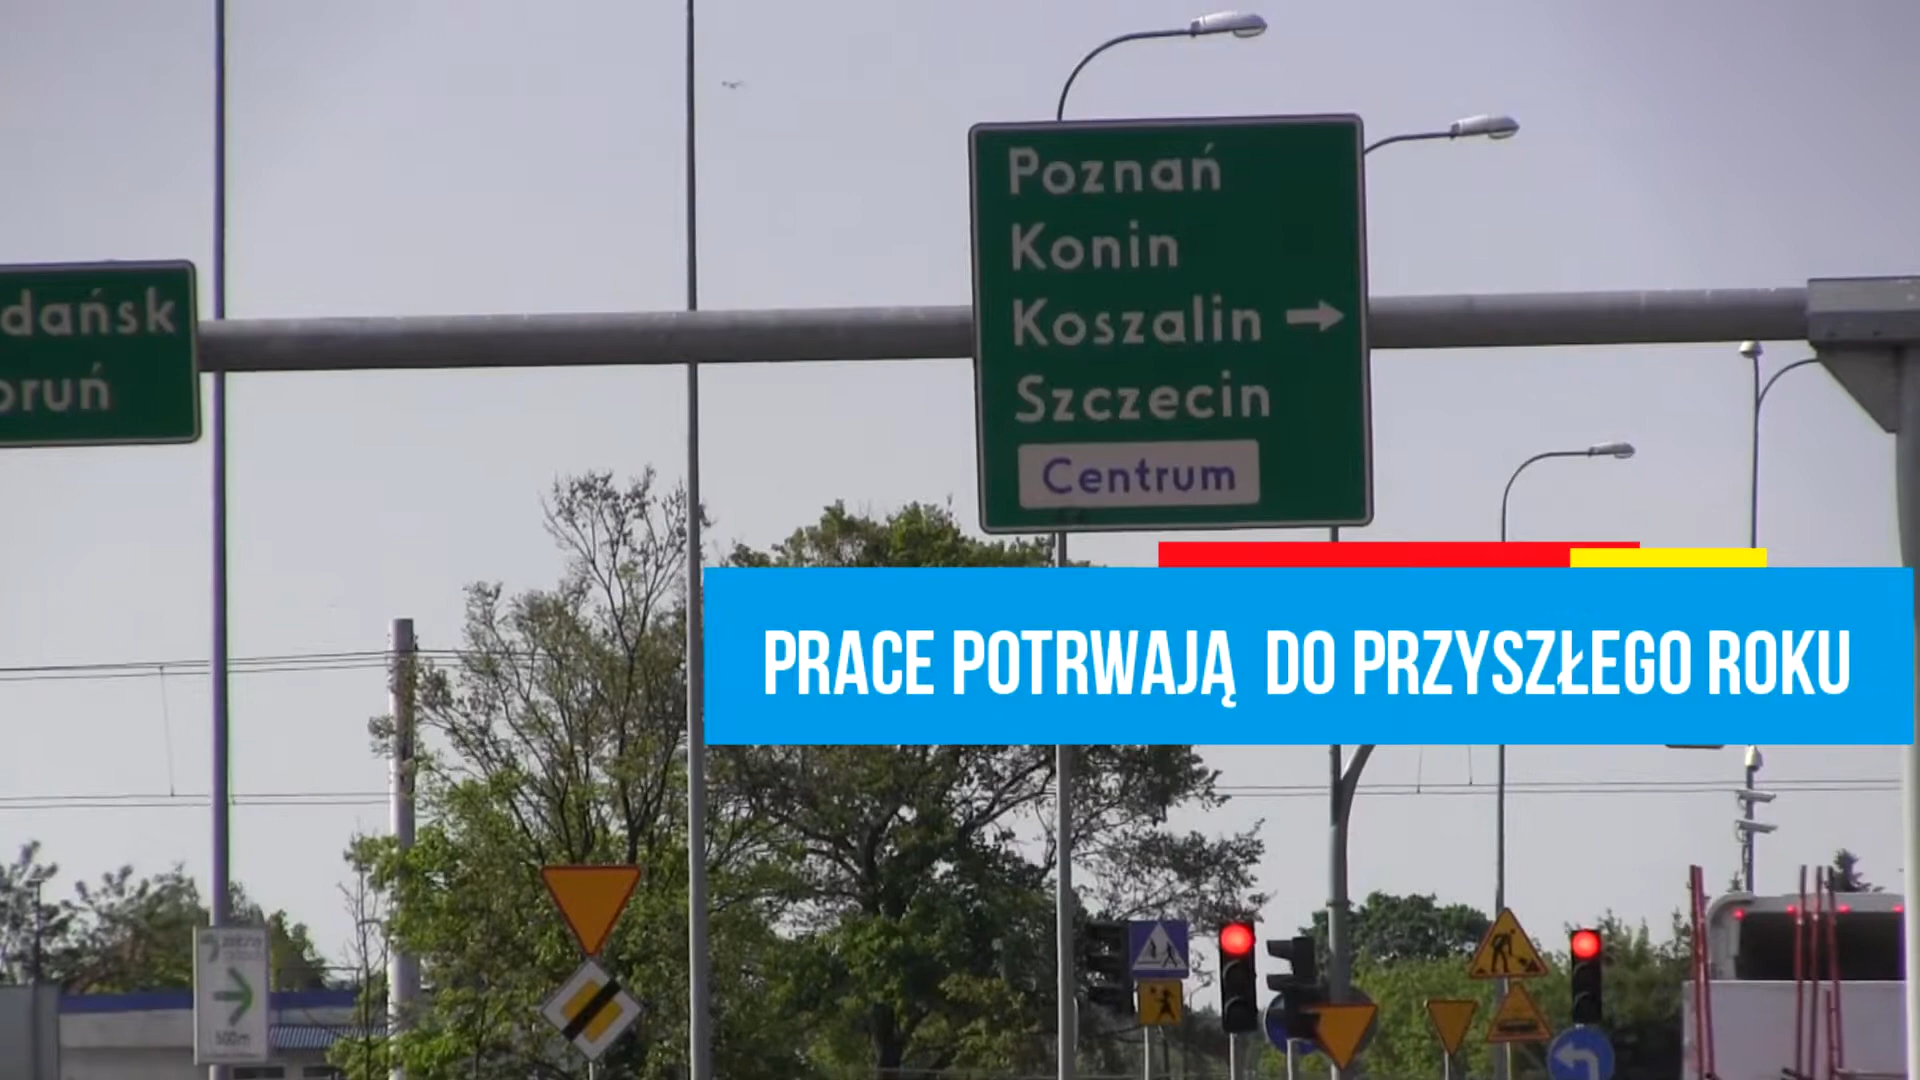 dańsk
oruń
Poznań
Konin
Koszalin
Szczecin
Centrum
PRACE POTRWAJĄ DO PRZYSZŁEGO ROKU
500m